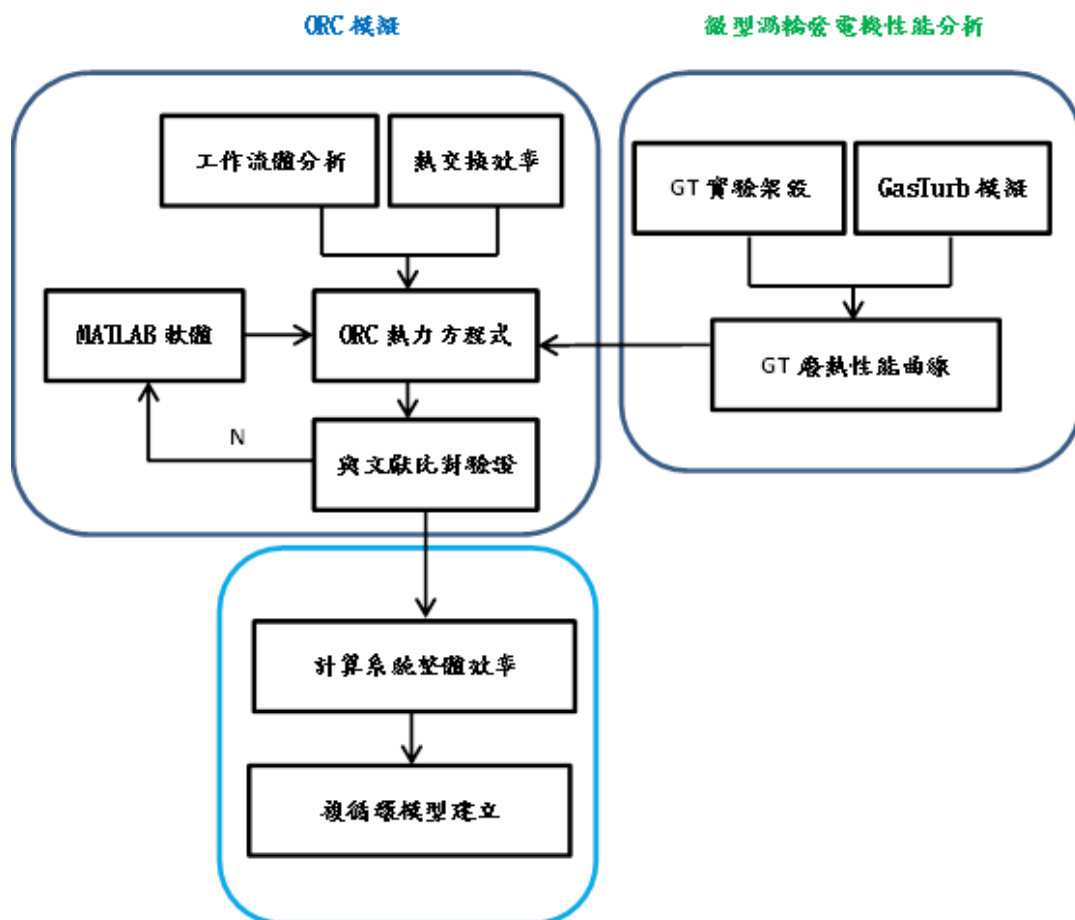 ORC 模擬
微型渦輪發電機性能分析
工作流體分析
熱交換效率
GT 實驗架設
GasTurb 模擬
MATLAB 軟體
ORC 熱力方程式
GT 廢熱性能曲線
N
與文獻比對驗證
計算系統整體效率
複循環模型建立